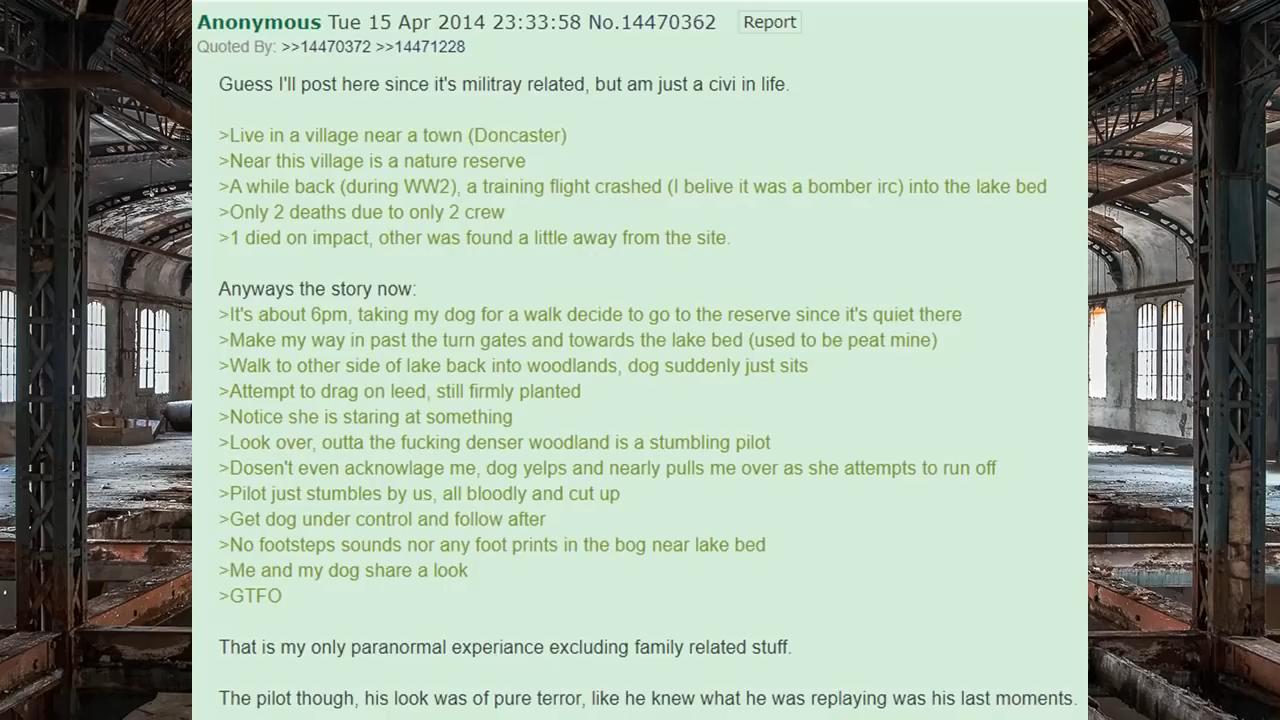 Anonymous Tue 15 Apr 2014 23:33:58 No.14470362 Report
Quoted By: >>14470372 >>14471228
Guess I'll post here since it's militray related, but am just a civi in life.
>Live in a village near a town (Doncaster)
>Near this village is a nature reserve
>A while back (during WW2), a training flight crashed (I belive it was a bomber irc) into the lake bed
>Only 2 deaths due to only 2 crew
>1 died on impact, other was found a little away from the site.
Anyways the story now:
>It's about 6pm, taking my dog for a walk decide to go to the reserve since it's quiet there
>Make my way in past the turn gates and towards the lake bed (used to be peat mine)
>Walk to other side of lake back into woodlands, dog suddenly just sits
>Attempt to drag on leed, still firmly planted
>Notice she is staring at something
>Look over, outta the fucking denser woodland is a stumbling pilot
>Dosen't even acknowlage me, dog yelps and nearly pulls me over as she attempts to run off
>Pilot just stumbles by us, all bloodly and cut up
>Get dog under control and follow after
>No footsteps sounds nor any foot prints in the bog near lake bed
>Me and my dog share a look
>GTFO
That is my only paranormal experiance excluding family related stuff.
The pilot though, his look was of pure terror, like he knew what he was replaying was his last moments.